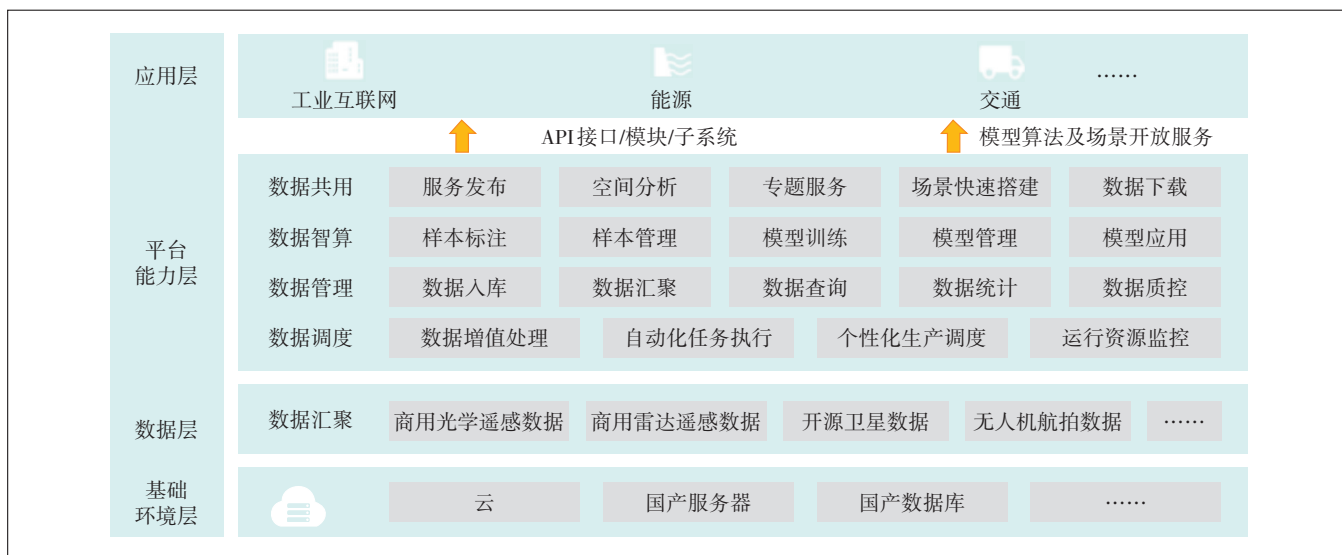 应用层
工业互联网 能源 交通 ……
API接口/模块/子系统 模型算法及场景开放服务
平台
能力层
数据共用 服务发布 空间分析 专题服务 场景快速搭建 数据下载
数据智算 样本标注 样本管理 模型训练 模型管理 模型应用
数据管理 数据入库 数据汇聚 数据查询 数据统计 数据质控
数据调度 数据增值处理 自动化任务执行 个性化生产调度 运行资源监控
数据层
数据汇聚 商用光学遥感数据 商用雷达遥感数据 开源卫星数据 无人机航拍数据 ……
基础
环境层
云 国产服务器 国产数据库 ……